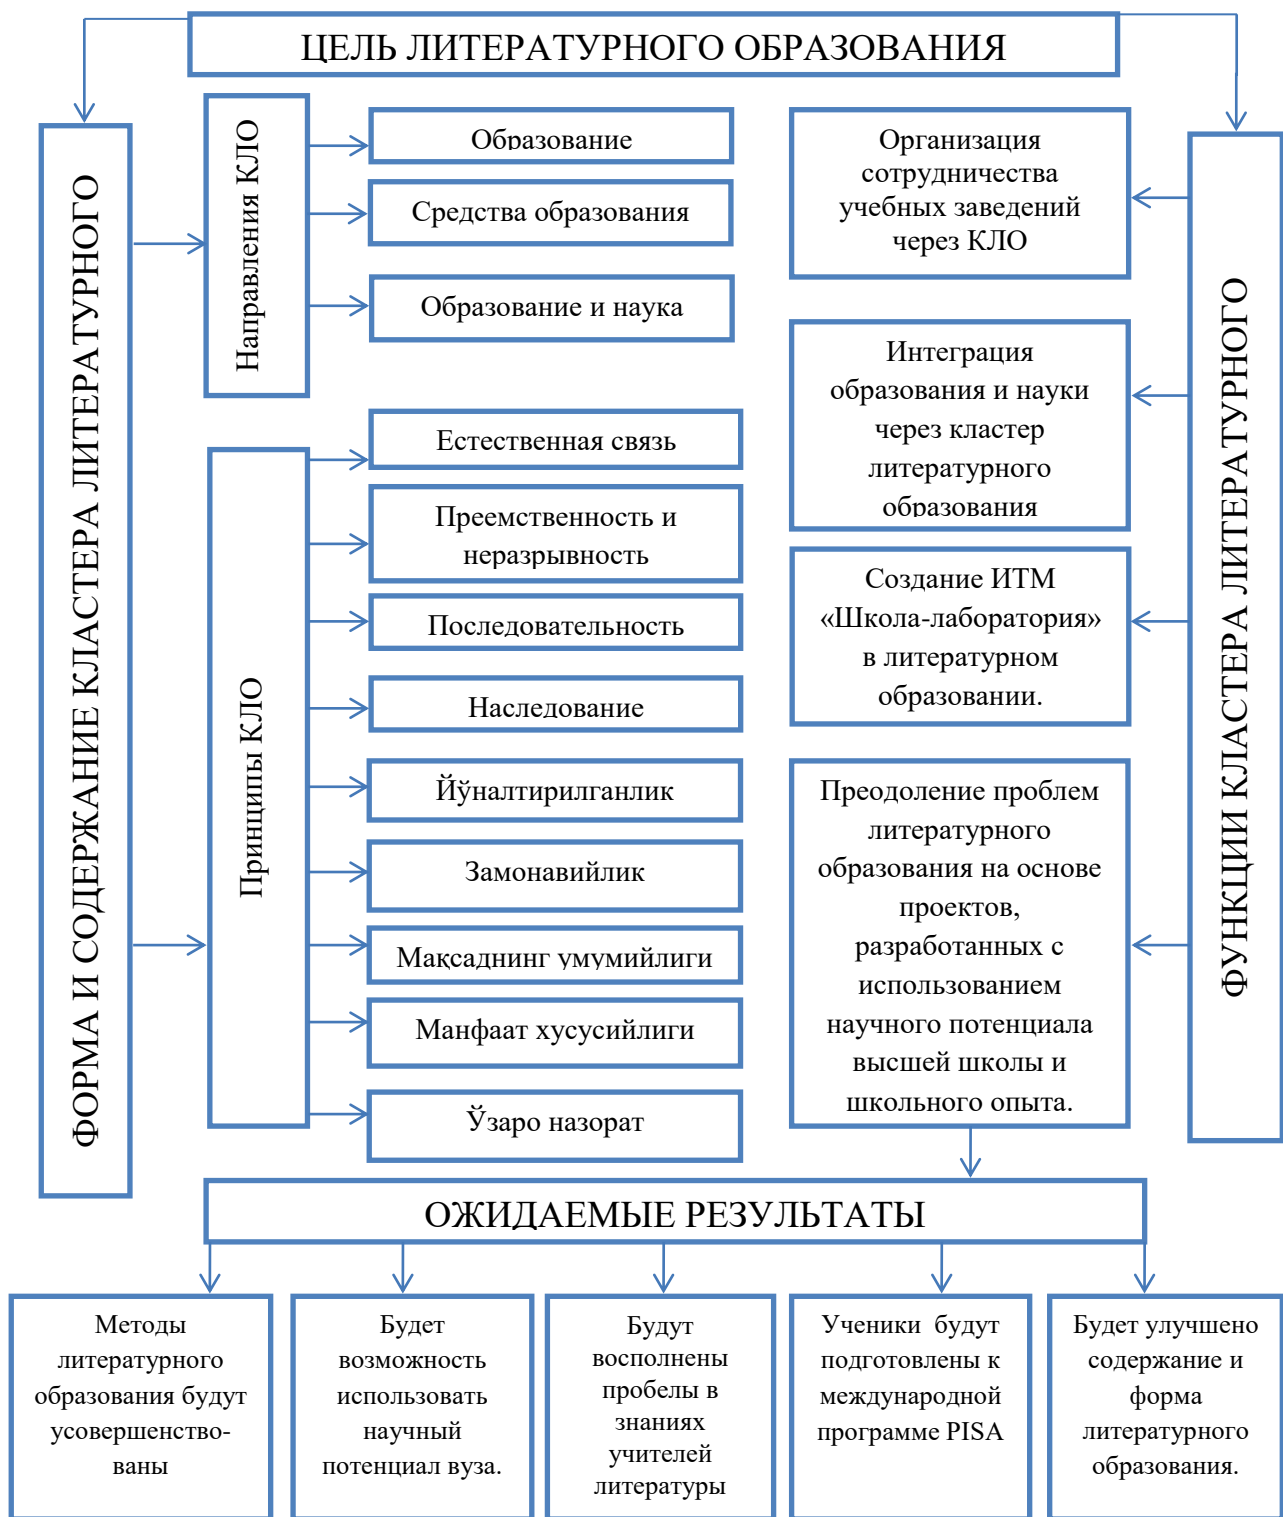 ЦЕЛЬ ЛИТЕРАТУРНОГО ОБРАЗОВАНИЯ
ФОРМА И СОДЕРЖАНИЕ КЛАСТЕРА ЛИТЕРАТУРНОГО
Направления КЛО
Образование
Средства образования
Образование и наука
Принципы КЛО
Естественная связь
Преемственность и
неразрывность
Последовательность
Наследование
Йўналтирилганлик
Замонавийлик
Мақсаднинг умумийлиги
Манфаат хусусийлиги
Ўзаро назорат
Организация
сотрудничества
учебных заведений
через КЛО
Интеграция
образования и науки
через кластер
литературного
образования
Создание ИТМ
«Школа-лаборатория»
в литературном
образовании.
Преодоление проблем
литературного
образования на основе
проектов,
разработанных с
использованием
научного потенциала
высшей школы и
школьного опыта.
ФУНКЦИИ КЛАСТЕРА ЛИТЕРАТУРНОГО
ОЖИДАЕМЫЕ РЕЗУЛЬТАТЫ
Методы
литературного
образования будут
усовершенство-
ваны
Будет
возможность
использовать
научный
потенциал вуза.
Будут
восполнены
пробелы в
знаниях
учителей
литературы
Ученики будут
подготовлены к
международной
программе PISA
Будет улучшено
содержание и
форма
литературного
образования.